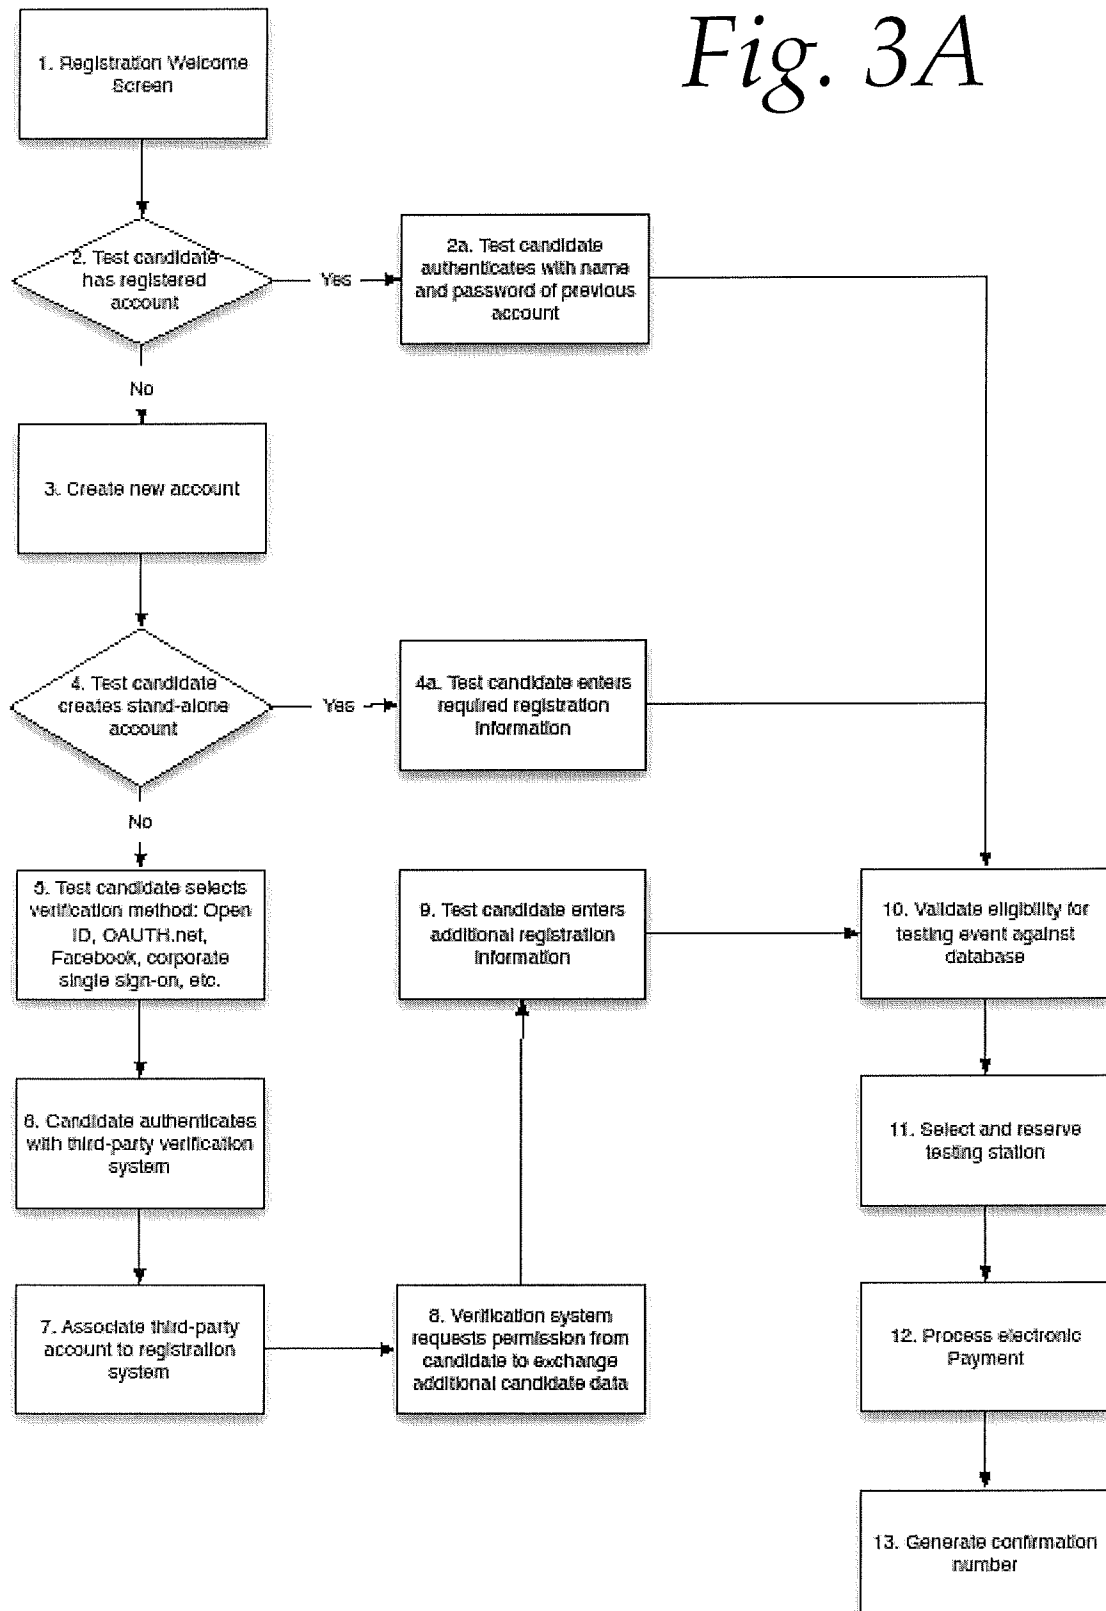 Fig. 3A
1. Registration Welcome
Screen
2. Test candidate
has registered
account
Yes
2a. Test candidate
authenticates with name
and password of previous
account
No
3. Create new account
4. Test candidate
creates stand-alone
account
Yes
4a. Test candidate enters
required registration
information
No
5. Test candidate selects
verification method: Open
ID, OAUTH.net,
Facebook, corporate
single sign-on, etc.
9. Test candidate enters
additional registration
information
10. Validate eligibility for
testing event against
database
6. Candidate authenticates
with third-party verification
system
11. Select and reserve
testing station
7. Associate third-party
account to registration
system
8. Verification system
requests permission from
candidate to exchange
additional candidate data
12. Process electronic
Payment
13. Generate confirmation
number